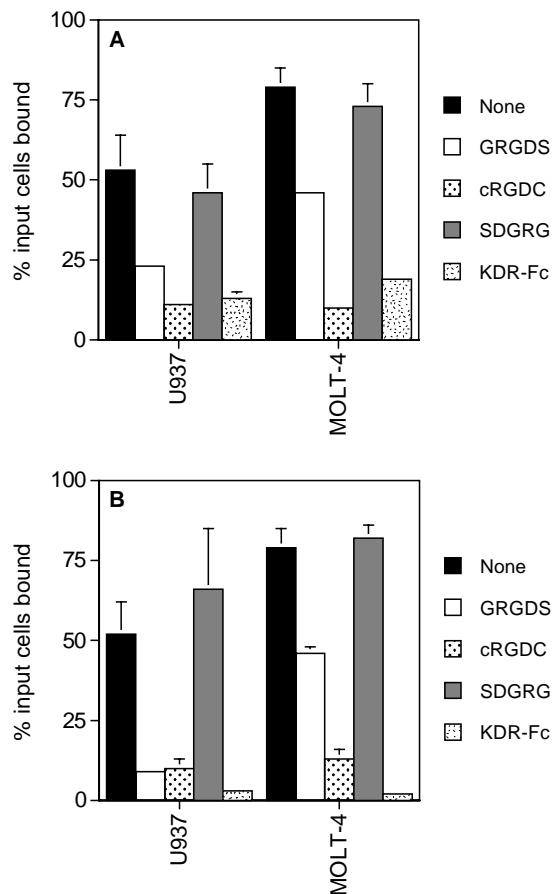 100
A
75
50
25
0
% input cells bound
U937
MOLT-4
None
GRGDS
cRGDC
SDGRG
KDR-Fc
100
B
75
50
25
0
% input cells bound
U937
MOLT-4
None
GRGDS
cRGDC
SDGRG
KDR-Fc